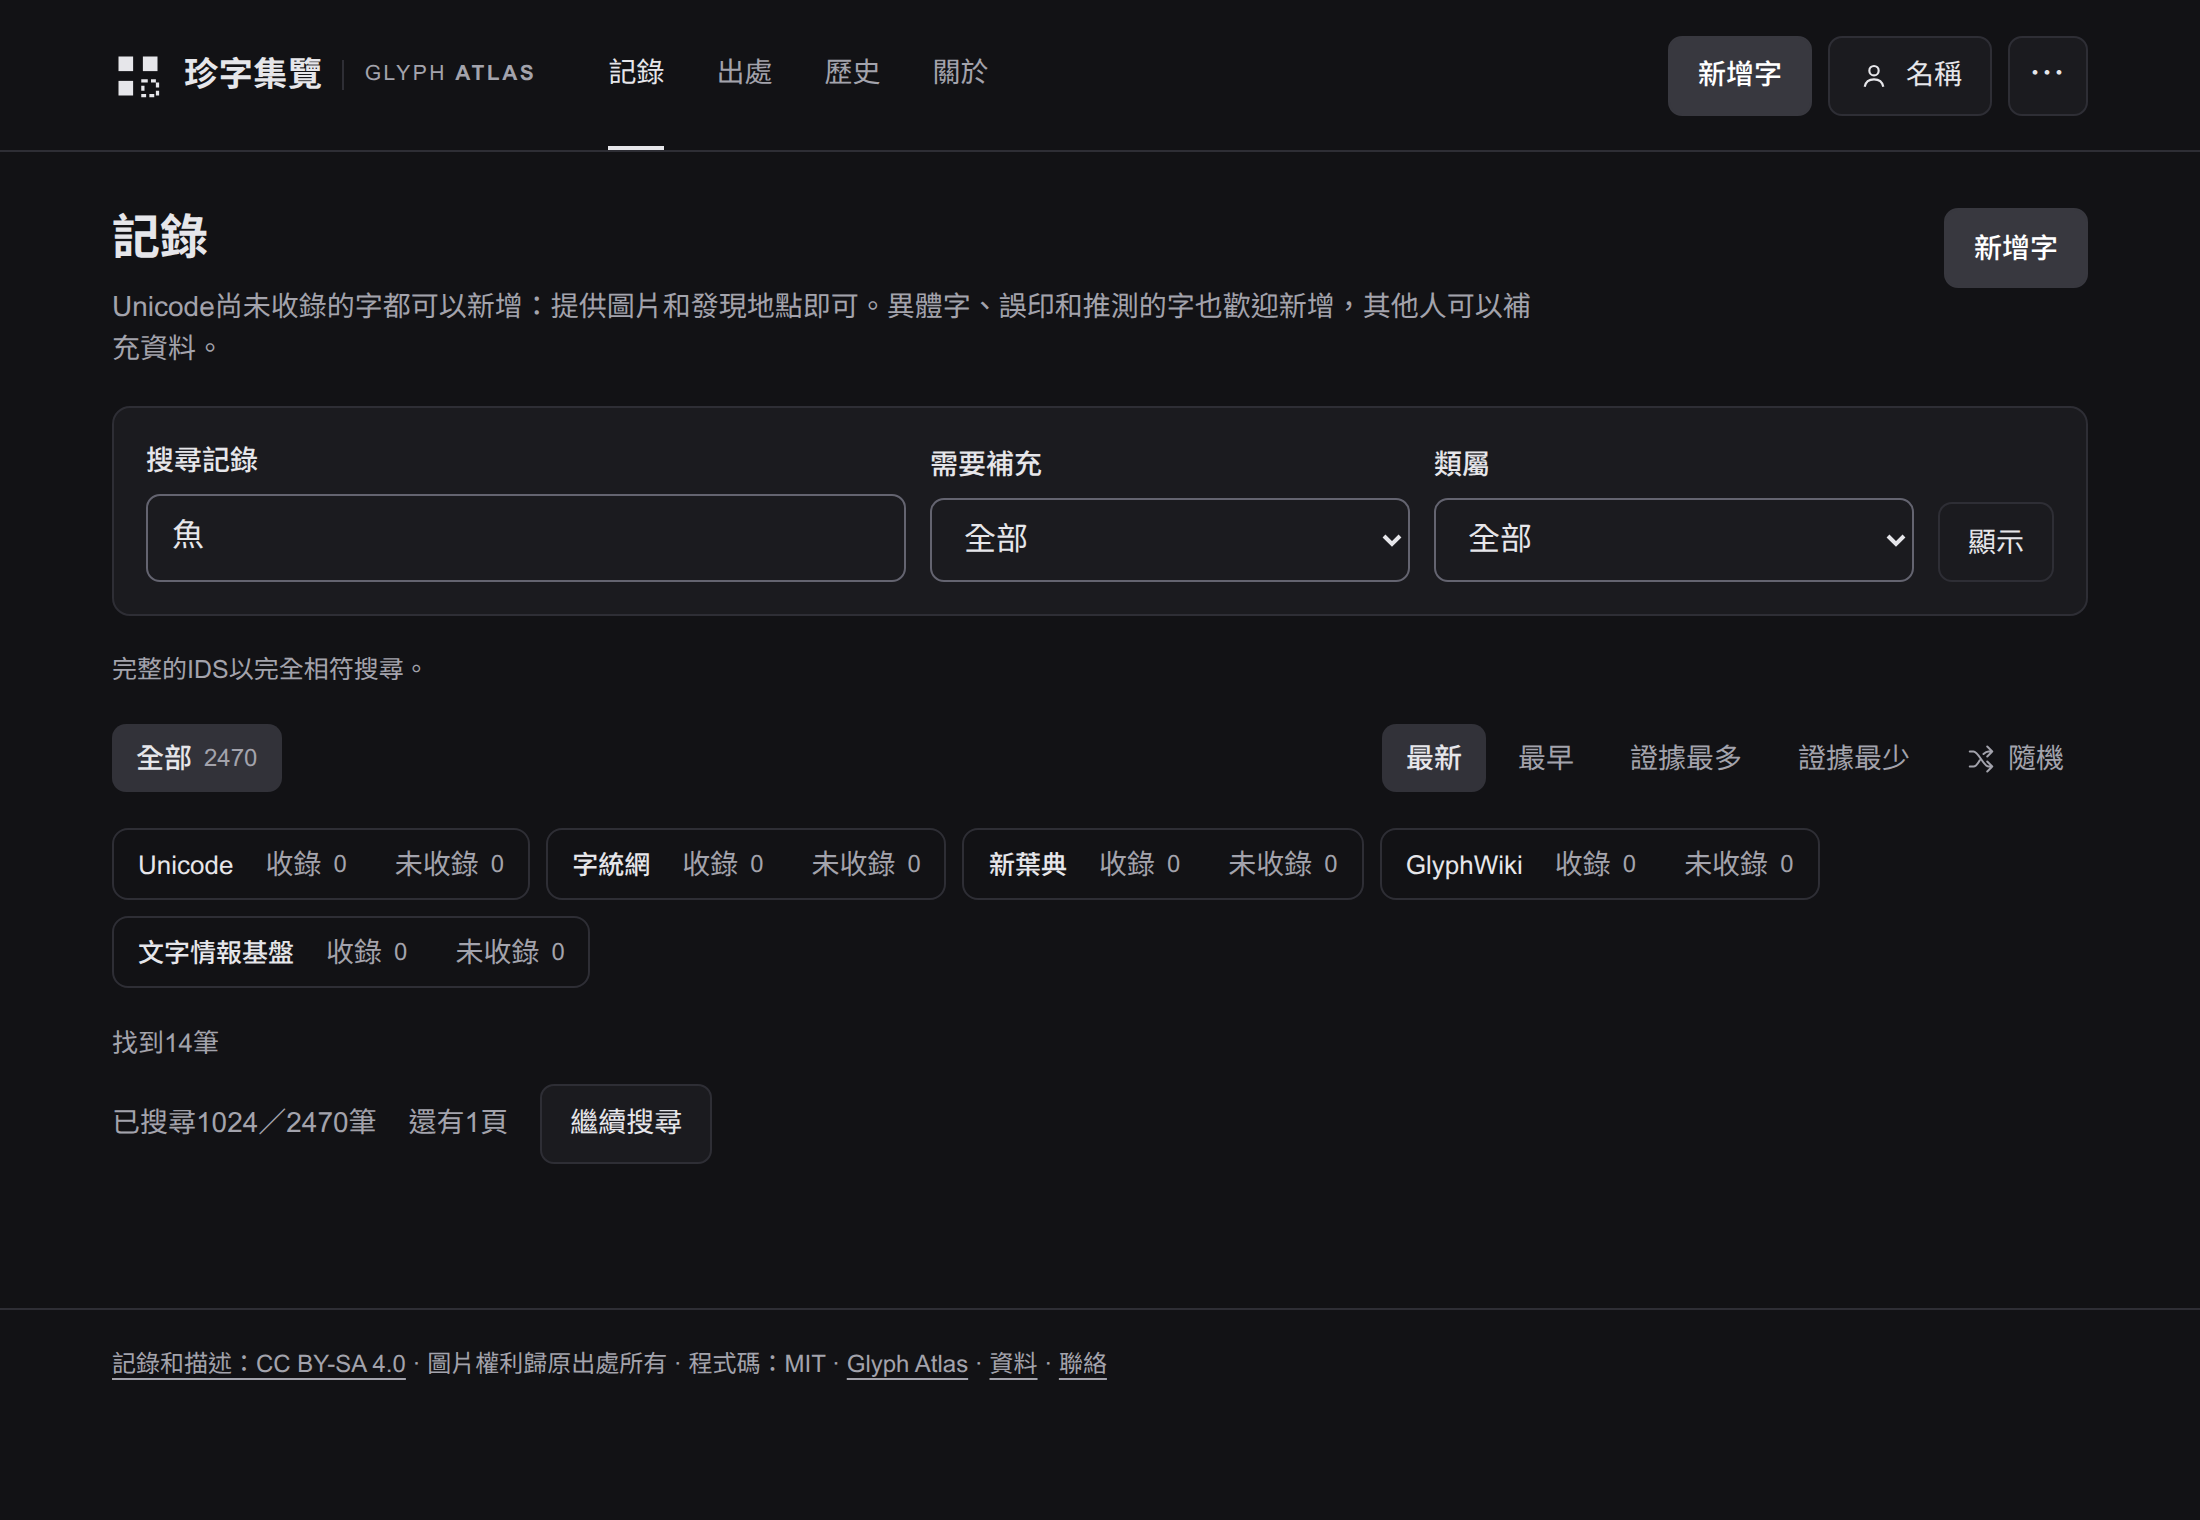 珍字集覽 GLYPH ATLAS 記錄 出處 歷史 關於 新增字 名稱 ···
記錄 新增字
Unicode尚未收錄的字都可以新增：提供圖片和發現地點即可。異體字、誤印和推測的字也歡迎新增，其他人可以補
充資料。
搜尋記錄 需要補充 類屬
魚 全部 全部 顯示
完整的IDS以完全相符搜尋。
全部 2470 最新 最早 證據最多 證據最少 隨機
Unicode 收錄 0 未收錄 0 字統網 收錄 0 未收錄 0 新葉典 收錄 0 未收錄 0 GlyphWiki 收錄 0 未收錄 0
文字情報基盤 收錄 0 未收錄 0
找到14筆
已搜尋1024／2470筆 還有1頁 繼續搜尋
記錄和描述：CC BY-SA 4.0 · 圖片權利歸原出處所有 · 程式碼：MIT · Glyph Atlas · 資料 · 聯絡